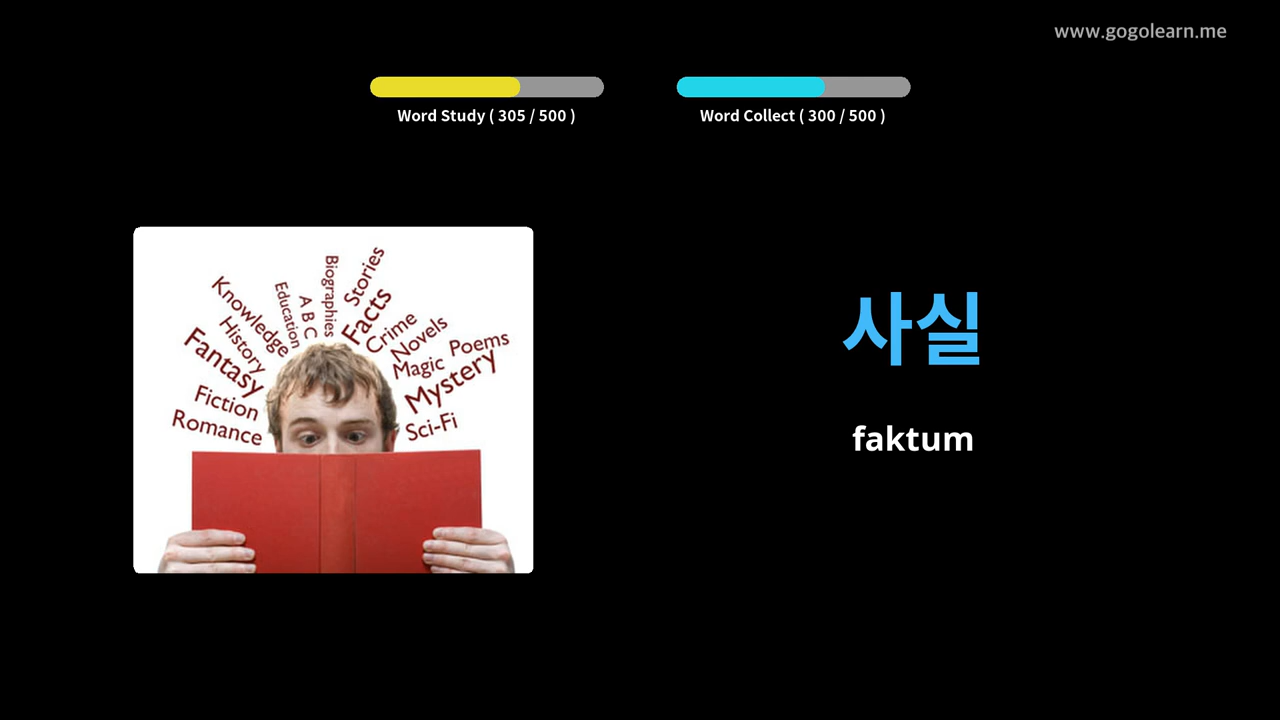 www.gogolearn.me
Word Study ( 305 / 500 )
Word Collect ( 300 / 500 )
Knowledge
History
Fantasy
Fiction
Romance
Education
A B C
Biographies
Stories
Facts
Crime
Novels
Magic
Poems
Mystery
Sci-Fi
사실
faktum